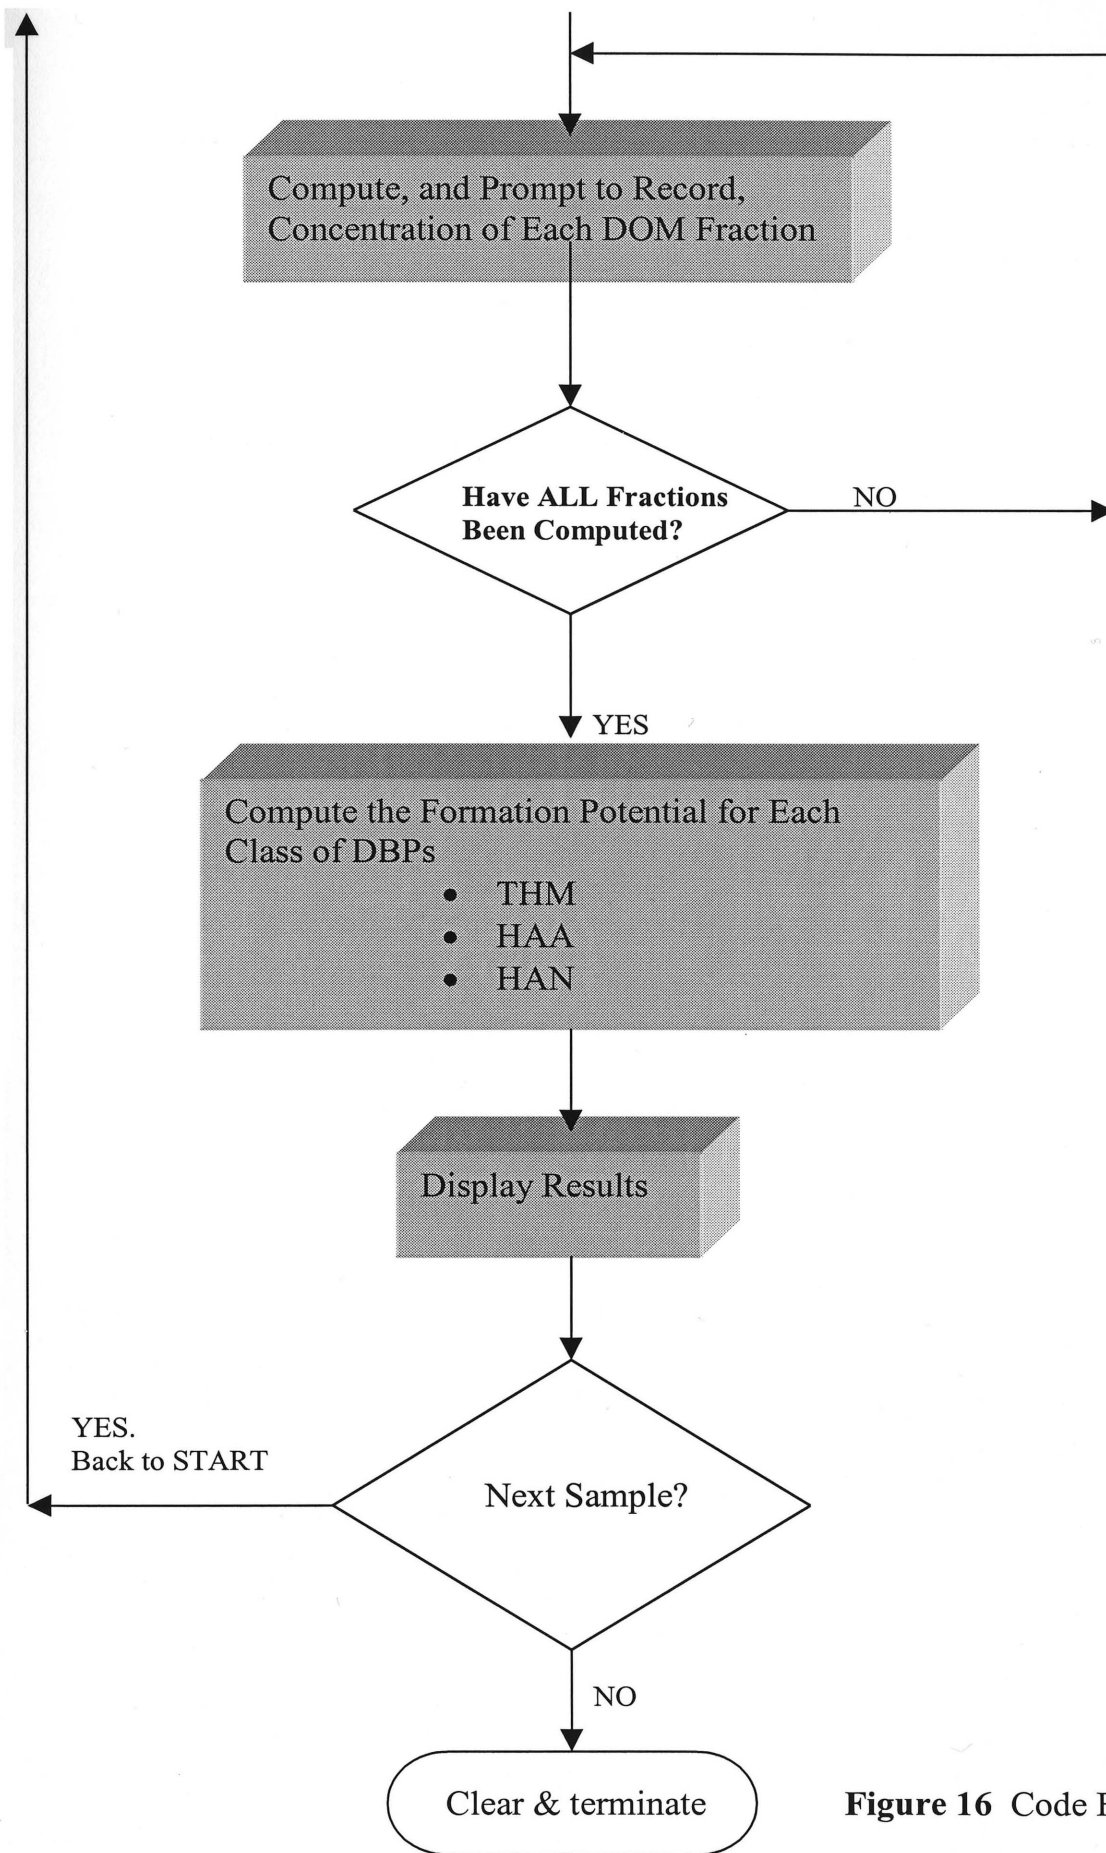 Compute, and Prompt to Record,
Concentration of Each DOM Fraction
Have ALL Fractions
Been Computed?
NO
YES
Compute the Formation Potential for Each
Class of DBPs
• THM
• HAA
• HAN
Display Results
YES.
Back to START
Next Sample?
NO
Clear & terminate
Figure 16 Code